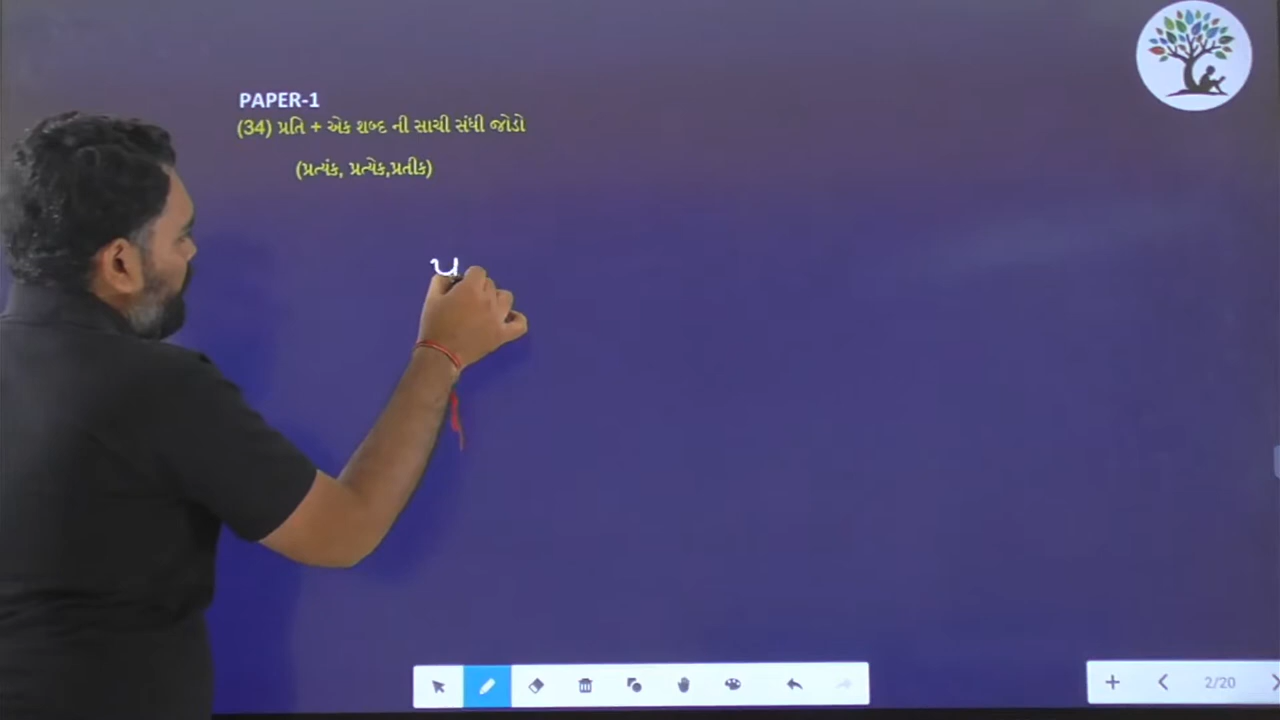 PAPER-1
(34) પ્રતિ + એક શબ્દ ની સાચી સંધી જોડો
(પ્રત્યંક, પ્રત્યેક,પ્રતીક)
પ
2/20